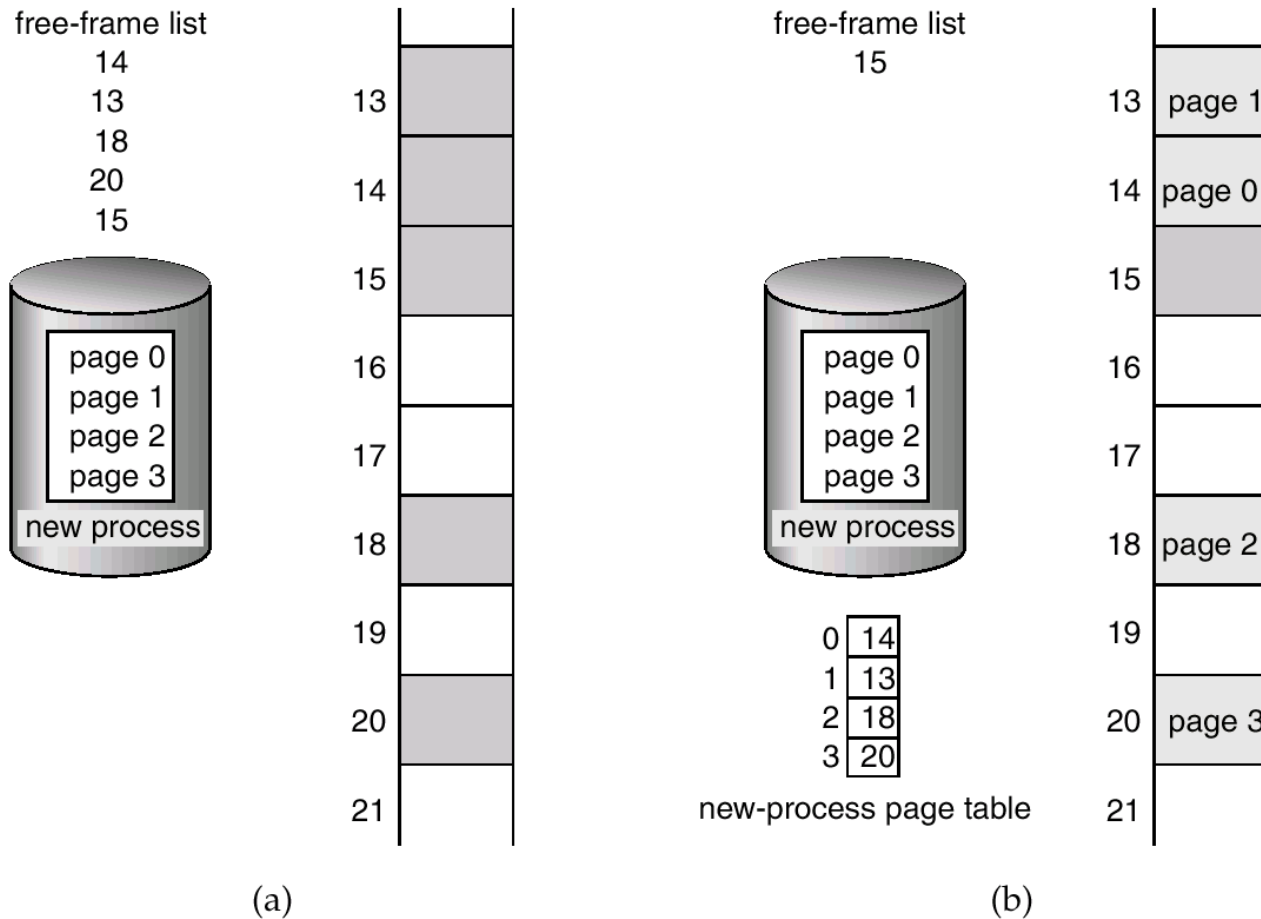 free-frame list
14
13
18
20
15
page 0
page 1
page 2
page 3
new process
13
14
15
16
17
18
19
20
21
(a)
free-frame list
15
page 0
page 1
page 2
page 3
new process
0 14
1 13
2 18
3 20
new-process page table
13 page 1
14 page 0
15
16
17
18 page 2
19
20 page 3
21
(b)